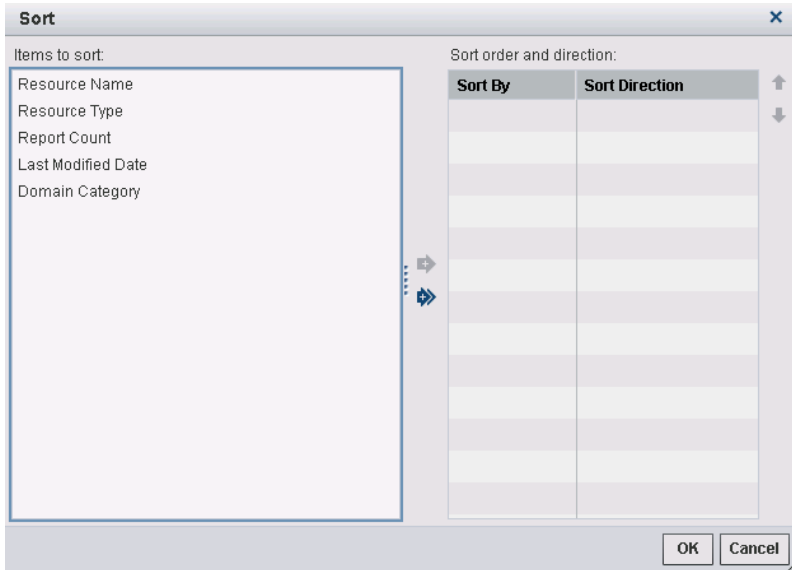 Sort
Items to sort:
Resource Name
Resource Type
Report Count
Last Modified Date
Domain Category
Sort order and direction:
Sort By Sort Direction
OK Cancel